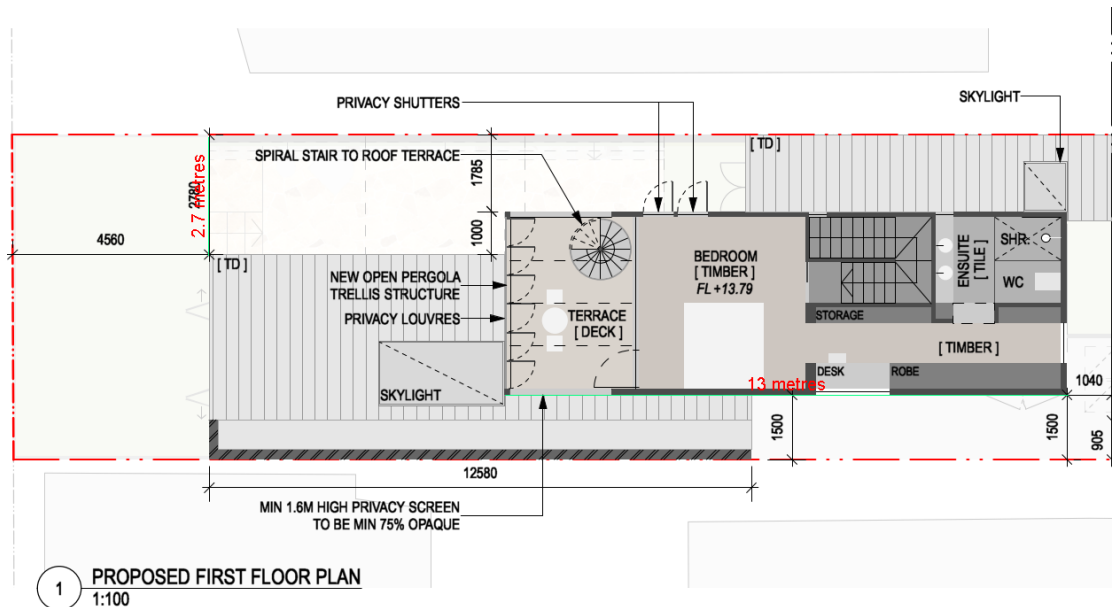 PRIVACY SHUTTERS
SKYLIGHT
[ TD ]
SPIRAL STAIR TO ROOF TERRACE
1785
2780
2.7 metres
4560
1000
[ TD ]
BEDROOM
[ TIMBER ]
FL+13.79
ENSUITE
[ TILE ]
SHR.
WC
NEW OPEN PERGOLA
TRELLIS STRUCTURE
PRIVACY LOUVRES
TERRACE
[ DECK ]
STORAGE
[ TIMBER ]
DESK
ROBE
13 metres
1040
SKYLIGHT
1500
1500
905
12580
MIN 1.6M HIGH PRIVACY SCREEN
TO BE MIN 75% OPAQUE
1
PROPOSED FIRST FLOOR PLAN
1:100